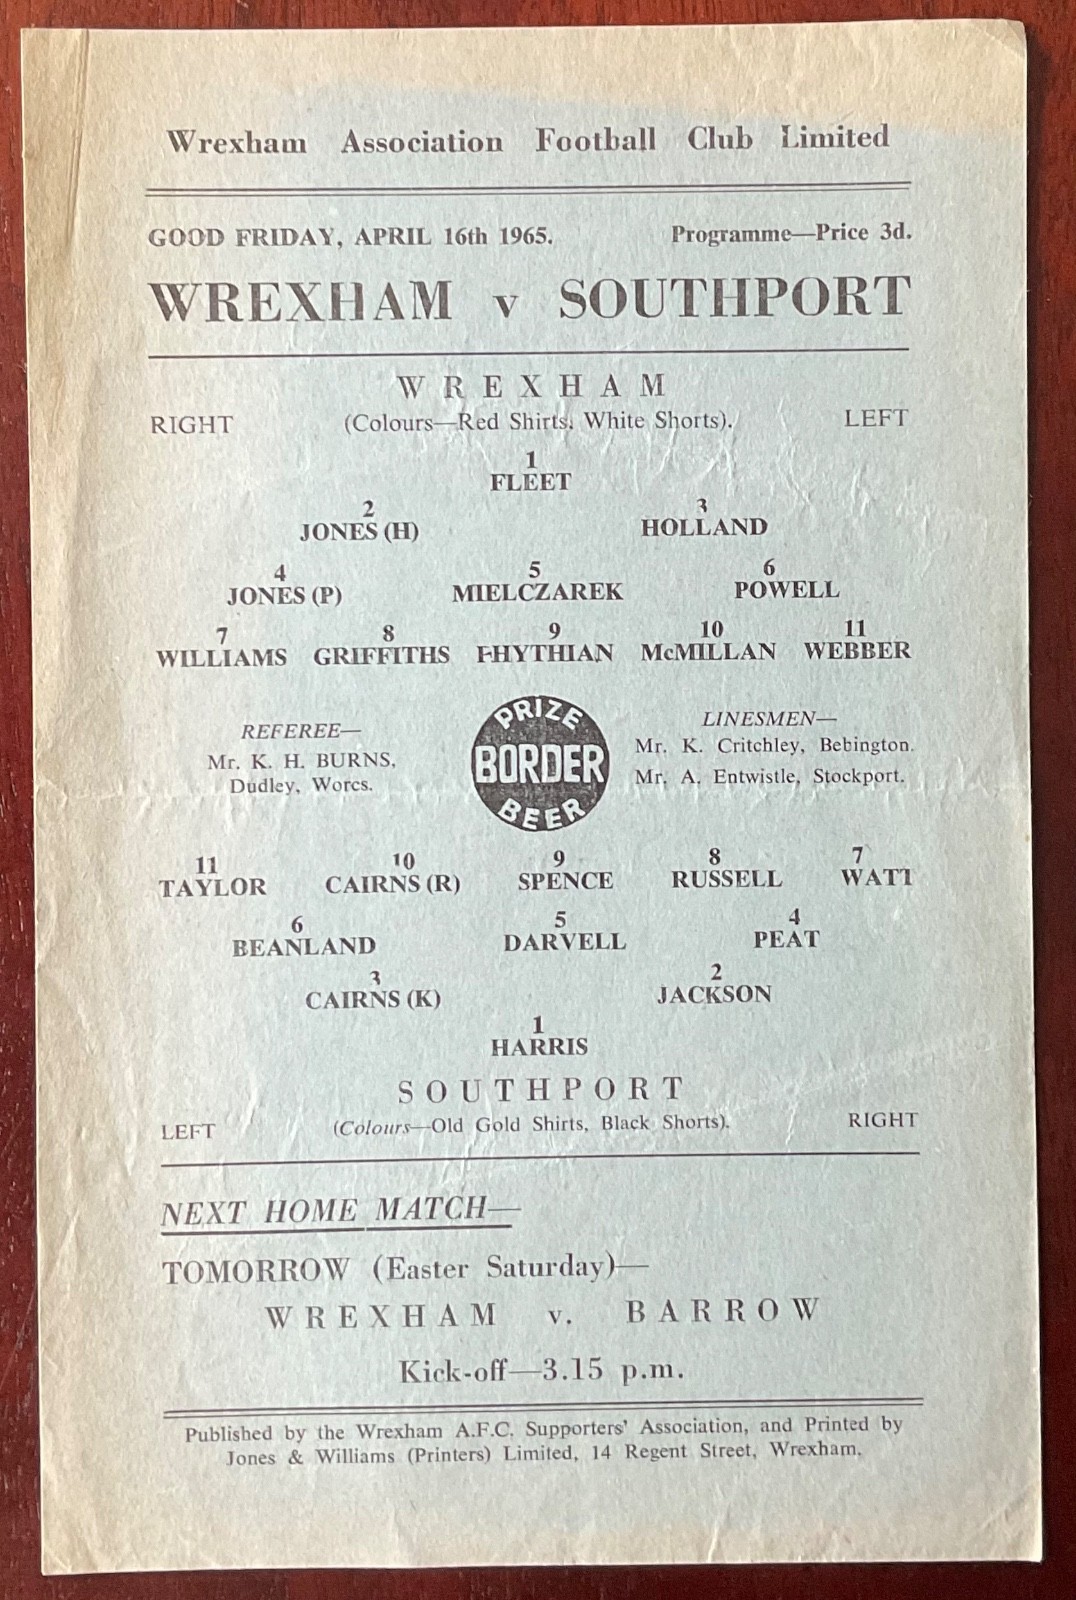 Wrexham Association Football Club Limited
GOOD FRIDAY, APRIL 16th 1965. Programme—Price 3d.
WREXHAM v SOUTHPORT
WREXHAM
RIGHT (Colours—Red Shirts, White Shorts). LEFT
1
FLEET
2 3
JONES (H) HOLLAND
4 5 6
JONES (P) MIELCZAREK POWELL
7 8 9 10 11
WILLIAMS GRIFFITHS PHYTHIAN McMILLAN WEBBER
REFEREE—
Mr. K. H. BURNS,
Dudley, Worcs.
PRIZE
BORDER
BEER
LINESMEN—
Mr. K. Critchley, Bebington.
Mr. A. Entwistle, Stockport.
11 10 9 8 7
TAYLOR CAIRNS (R) SPENCE RUSSELL WATT
6 5 4
BEANLAND DARVELL PEAT
3 2
CAIRNS (K) JACKSON
1
HARRIS
SOUTHPORT
LEFT (Colours—Old Gold Shirts, Black Shorts). RIGHT
NEXT HOME MATCH—
TOMORROW (Easter Saturday)—
WREXHAM v. BARROW
Kick-off—3.15 p.m.
Published by the Wrexham A.F.C. Supporters' Association, and Printed by
Jones & Williams (Printers) Limited, 14 Regent Street, Wrexham.